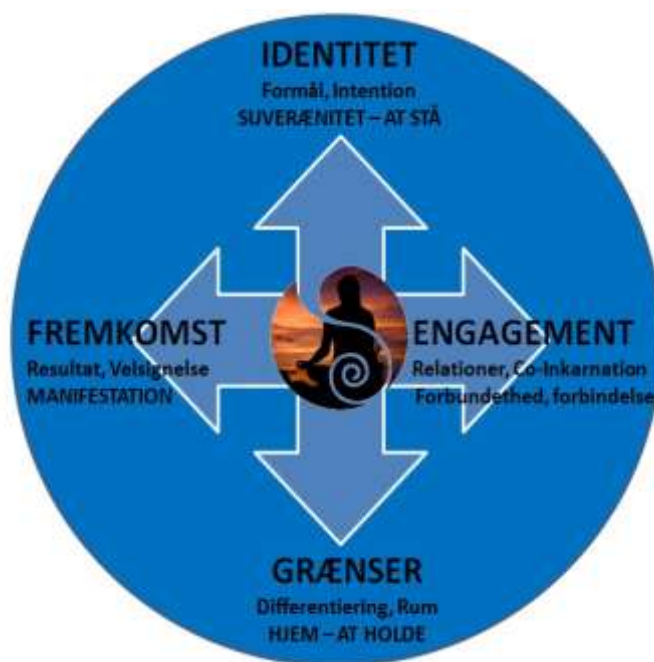 IDENTITET
Formål, Intention
SUVERÆNITET – AT STÅ
FREMKOMST
Resultat, Velsignelse
MANIFESTATION
ENGAGEMENT
Relationer, Co-Inkarnation
Forbundethed, forbindelse
GRÆNSER
Differentiering, Rum
HJEM – AT HOLDE